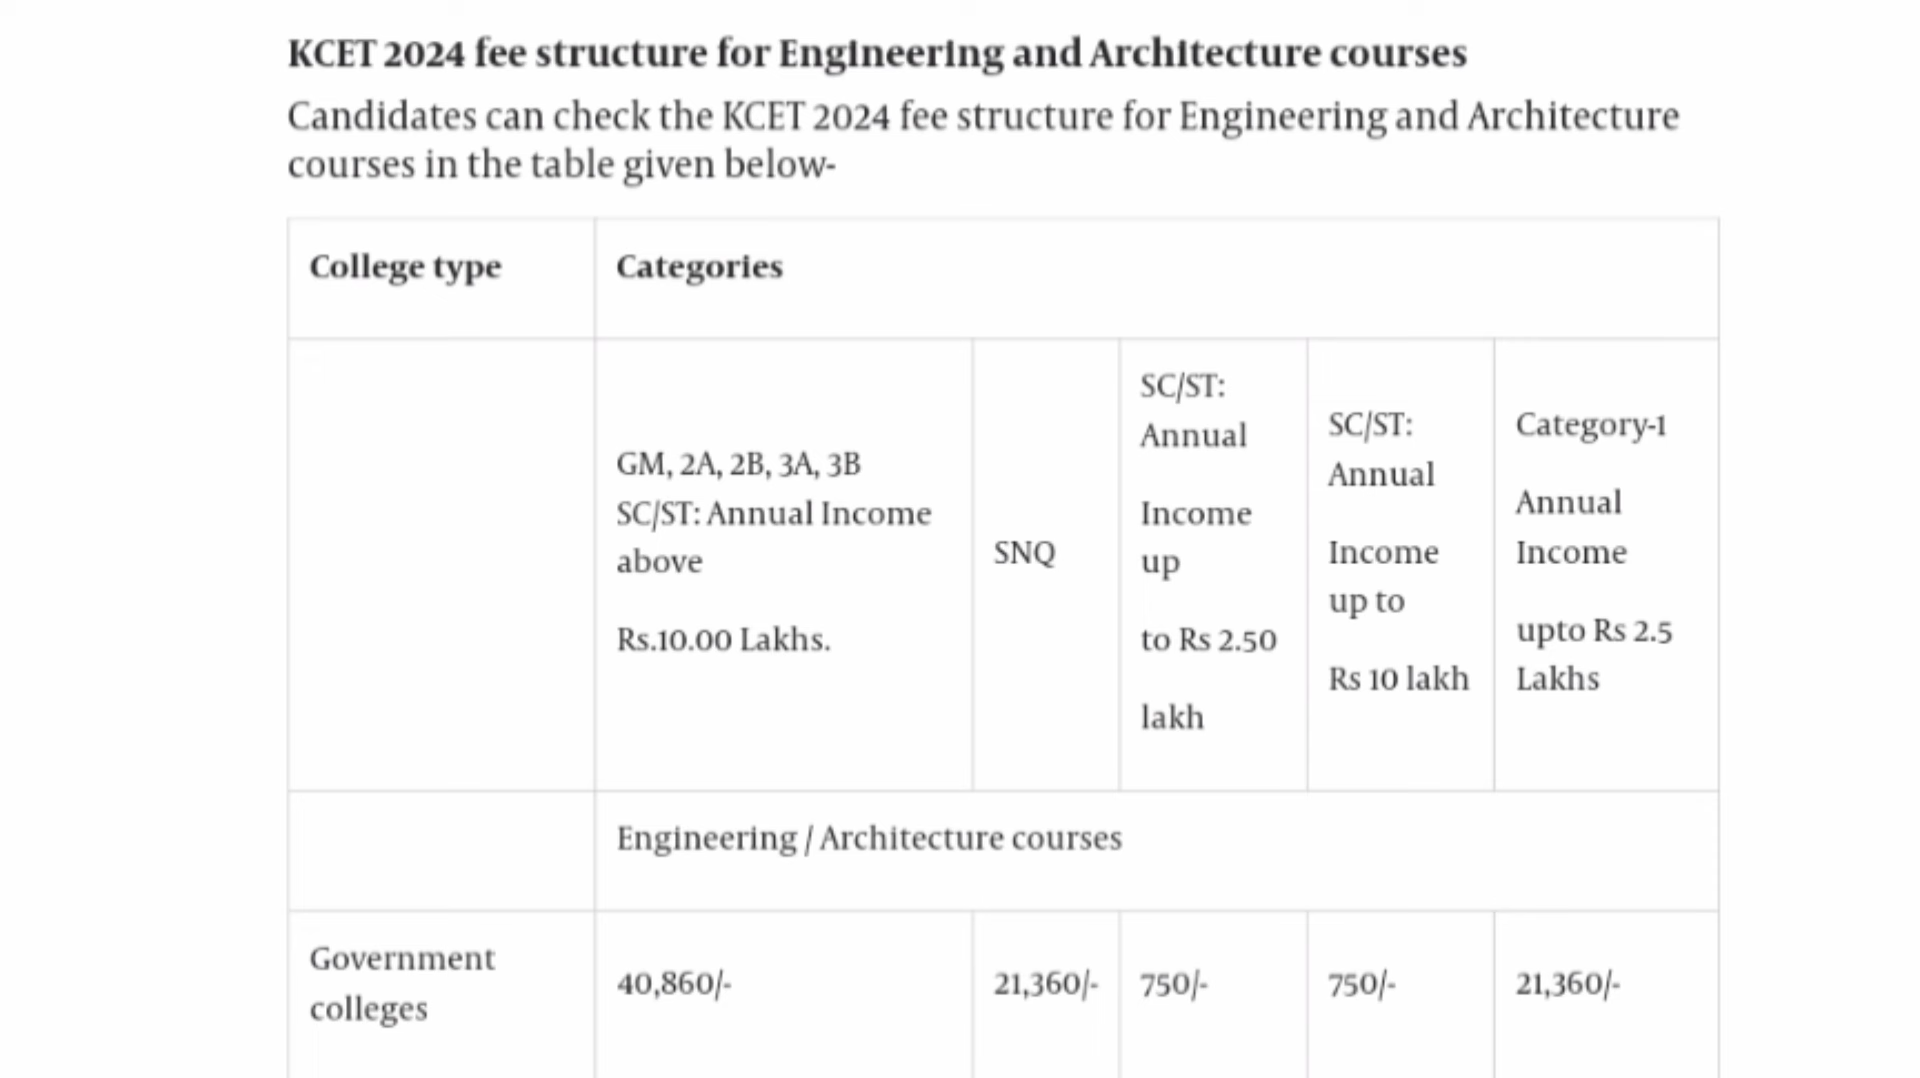 KCET 2024 fee structure for Engineering and Architecture courses
Candidates can check the KCET 2024 fee structure for Engineering and Architecture
courses in the table given below-
College type
Categories
GM, 2A, 2B, 3A, 3B
SC/ST: Annual Income
above
Rs.10.00 Lakhs.
SNQ
SC/ST:
Annual
Income
up
to Rs 2.50
lakh
SC/ST:
Annual
Income
up to
Rs 10 lakh
Category-1
Annual
Income
upto Rs 2.5
Lakhs
Engineering / Architecture courses
Government
colleges
40,860/-
21,360/-
750/-
750/-
21,360/-